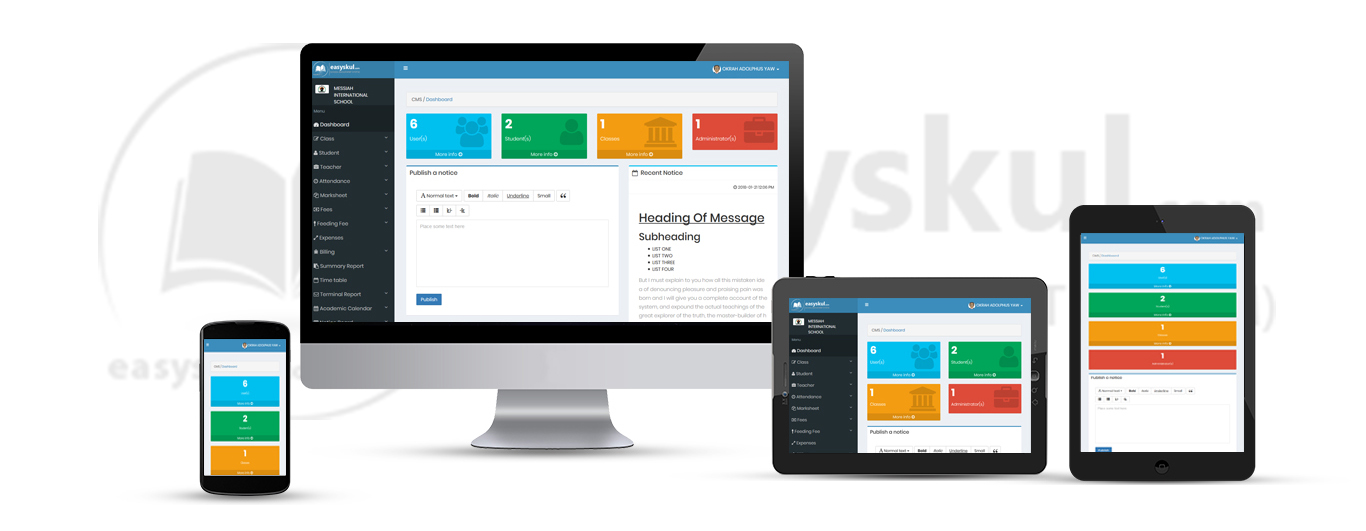 easyskul...
OKRAH ADOLPHUS YAW
MESSIAH
INTERNATIONAL
SCHOOL
Menu
Dashboard
Class
Student
Teacher
Attendance
Marksheet
Fees
Feeding Fee
Expenses
Billing
Summary Report
Time table
Terminal Report
Academic Calendar
CMS / Dashboard
6
User(s)
More Info
2
Student(s)
More Info
1
Classes
More Info
1
Administrator(s)
Publish a notice
Normal text Bold Italic Underline Small
Place some text here
Publish
Recent Notice
2018-01-21 12:08 PM
Heading Of Message
Subheading
LIST ONE
LIST TWO
LIST THREE
LIST FOUR
But I must explain to you how all this mistaken ide
a of denouncing pleasure and praising pain was
born and I will give you a complete account of the
system, and expound the actual teachings of the
great explorer of the truth, the master-builder of h
yskul.com
easys
OKRAH ADOLPHUS YAW
CMS / Dashboard
6
More Info
2
More Info
1
More Info
easyskul...
OKRAH ADOLPHUS YAW
MESSIAH
INTERNATIONAL
SCHOOL
Menu
Dashboard
Class
Student
Teacher
Attendance
Marksheet
Fees
Feeding Fee
Expenses
CMS / Dashboard
6
User(s)
More Info
2
Student(s)
More Info
1
Classes
More Info
1
Administrator(s)
Publish a notice
Normal text Bold Italic Underline Small
OKRAH ADOLPHUS YAW
CMS / Dashboard
6
More Info
2
More Info
1
More Info
1
Publish a notice
Normal text Bold Italic Underline Small
Place some text here
Publish